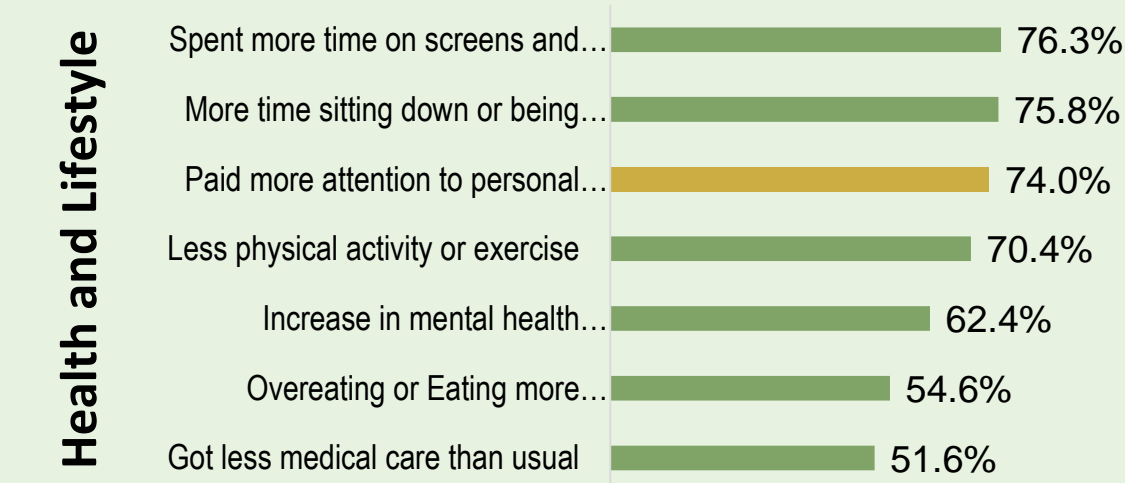 Health and Lifestyle
Spent more time on screens and… 76.3%
More time sitting down or being… 75.8%
Paid more attention to personal… 74.0%
Less physical activity or exercise 70.4%
Increase in mental health… 62.4%
Overeating or Eating more… 54.6%
Got less medical care than usual 51.6%